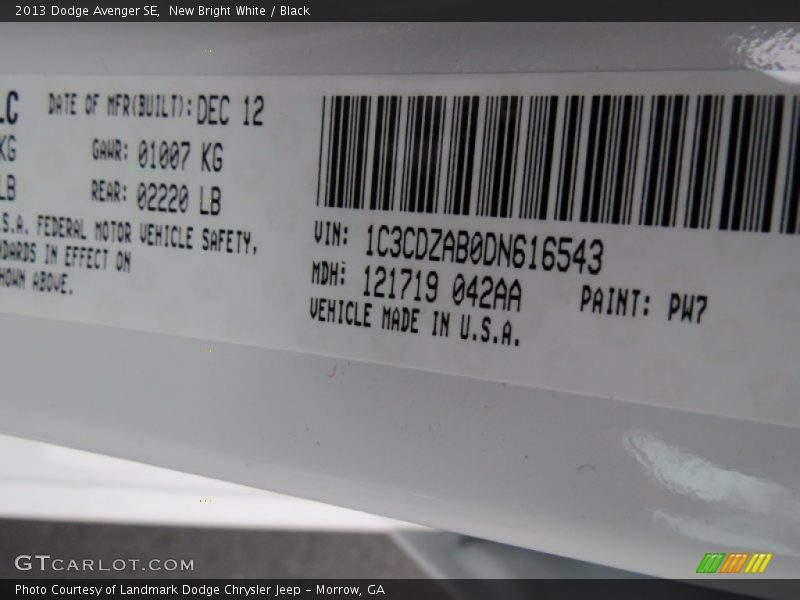 2013 Dodge Avenger SE, New Bright White / Black
LC DATE OF MFR(BUILT): DEC 12
KG GAWR: 01007 KG
LB REAR: 02220 LB
S.A. FEDERAL MOTOR VEHICLE SAFETY,
DARDS IN EFFECT ON
HOWN ABOVE.
VIN: 1C3CDZAB0DN616543
MDH: 121719 042AA
PAINT: PW7
VEHICLE MADE IN U.S.A.
GTCARLOT.COM
Photo Courtesy of Landmark Dodge Chrysler Jeep - Morrow, GA